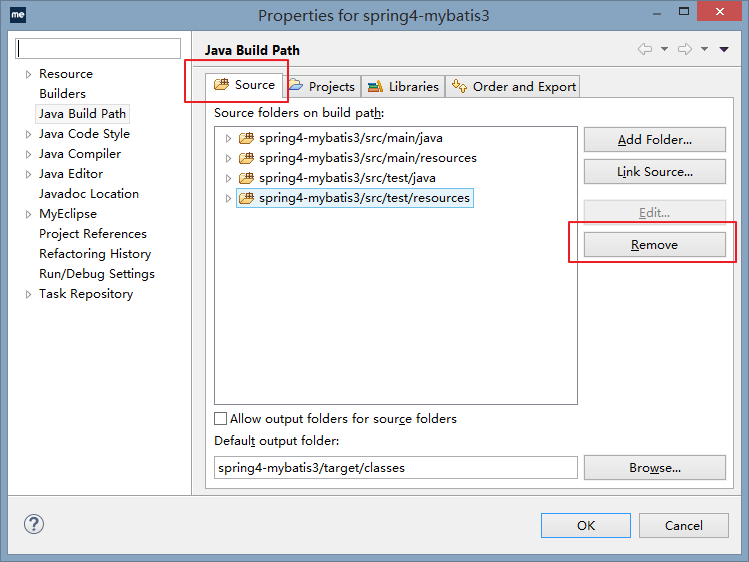 me
Properties for spring4-mybatis3
Resource
Builders
Java Build Path
Java Code Style
Java Compiler
Java Editor
Javadoc Location
MyEclipse
Project References
Refactoring History
Run/Debug Settings
Task Repository
Java Build Path
Source Projects Libraries Order and Export
Source folders on build path:
spring4-mybatis3/src/main/java
spring4-mybatis3/src/main/resources
spring4-mybatis3/src/test/java
spring4-mybatis3/src/test/resources
Add Folder...
Link Source...
Edit...
Remove
Allow output folders for source folders
Default output folder:
spring4-mybatis3/target/classes
Browse...
?
OK Cancel